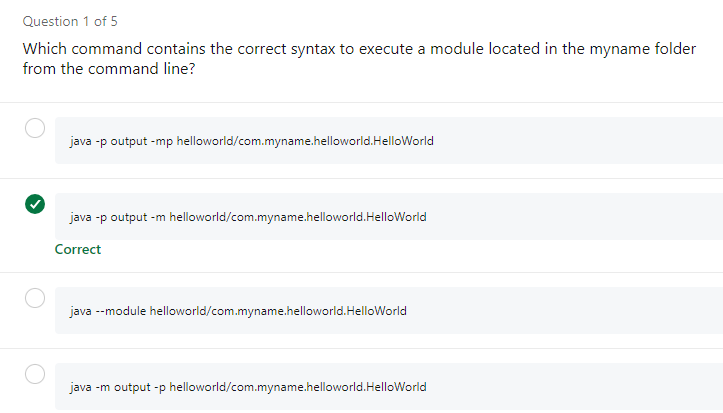 Question 1 of 5
Which command contains the correct syntax to execute a module located in the myname folder
from the command line?
java -p output -mp helloworld/com.myname.helloworld.HelloWorld
java -p output -m helloworld/com.myname.helloworld.HelloWorld
Correct
java --module helloworld/com.myname.helloworld.HelloWorld
java -m output -p helloworld/com.myname.helloworld.HelloWorld